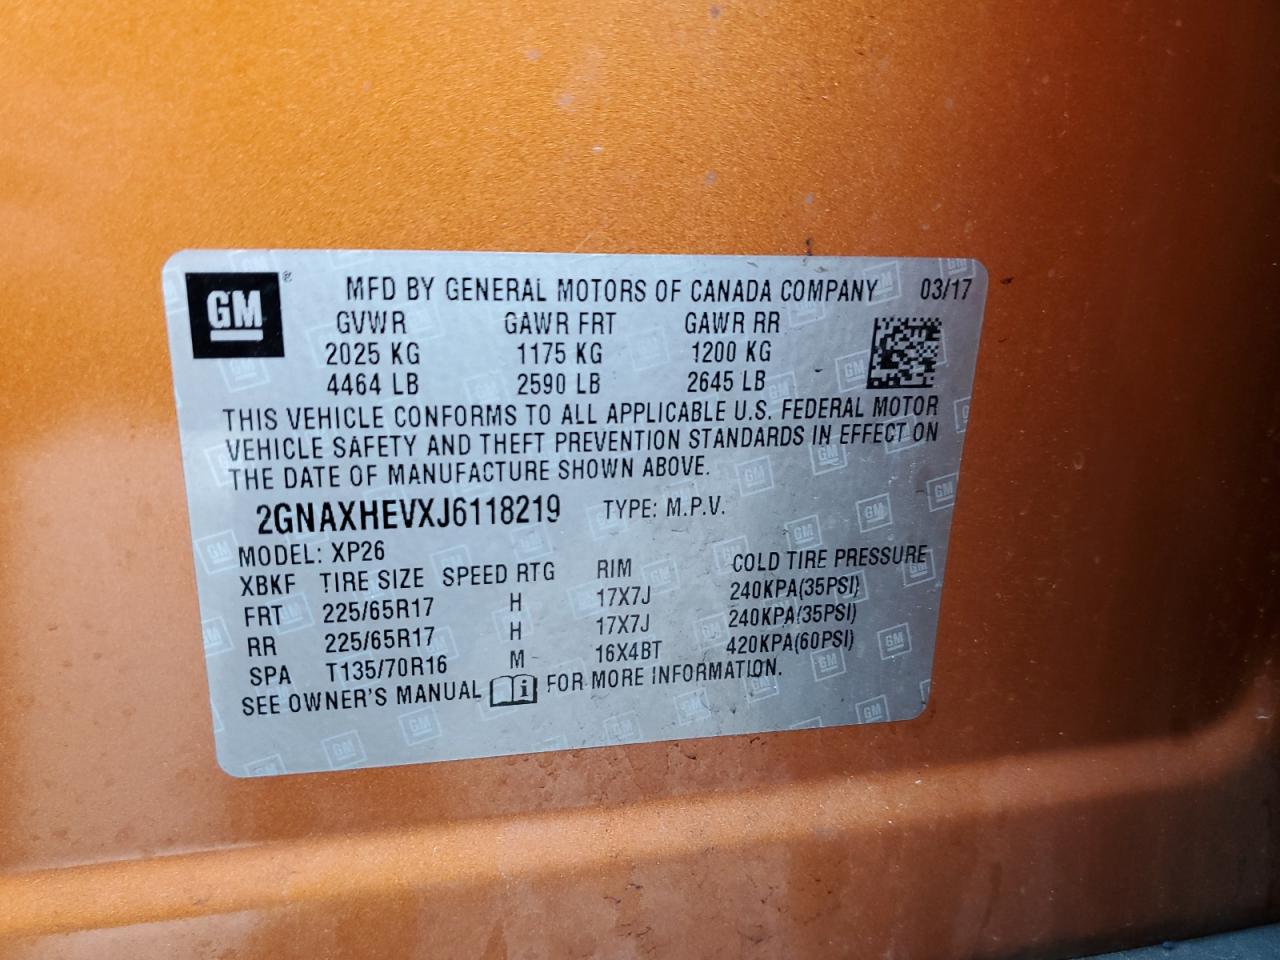 GM ® MFD BY GENERAL MOTORS OF CANADA COMPANY 03/17
GVWR GAWR FRT GAWR RR
2025 KG 1175 KG 1200 KG
4464 LB 2590 LB 2645 LB
THIS VEHICLE CONFORMS TO ALL APPLICABLE U.S. FEDERAL MOTOR
VEHICLE SAFETY AND THEFT PREVENTION STANDARDS IN EFFECT ON
THE DATE OF MANUFACTURE SHOWN ABOVE.
2GNAXHEVXJ6118219 TYPE: M.P.V.
MODEL: XP26
XBKF TIRE SIZE SPEED RTG RIM COLD TIRE PRESSURE
FRT 225/65R17 H 17X7J 240KPA(35PSI)
RR 225/65R17 H 17X7J 240KPA(35PSI)
SPA T135/70R16 M 16X4BT 420KPA(60PSI)
SEE OWNER'S MANUAL i FOR MORE INFORMATION.